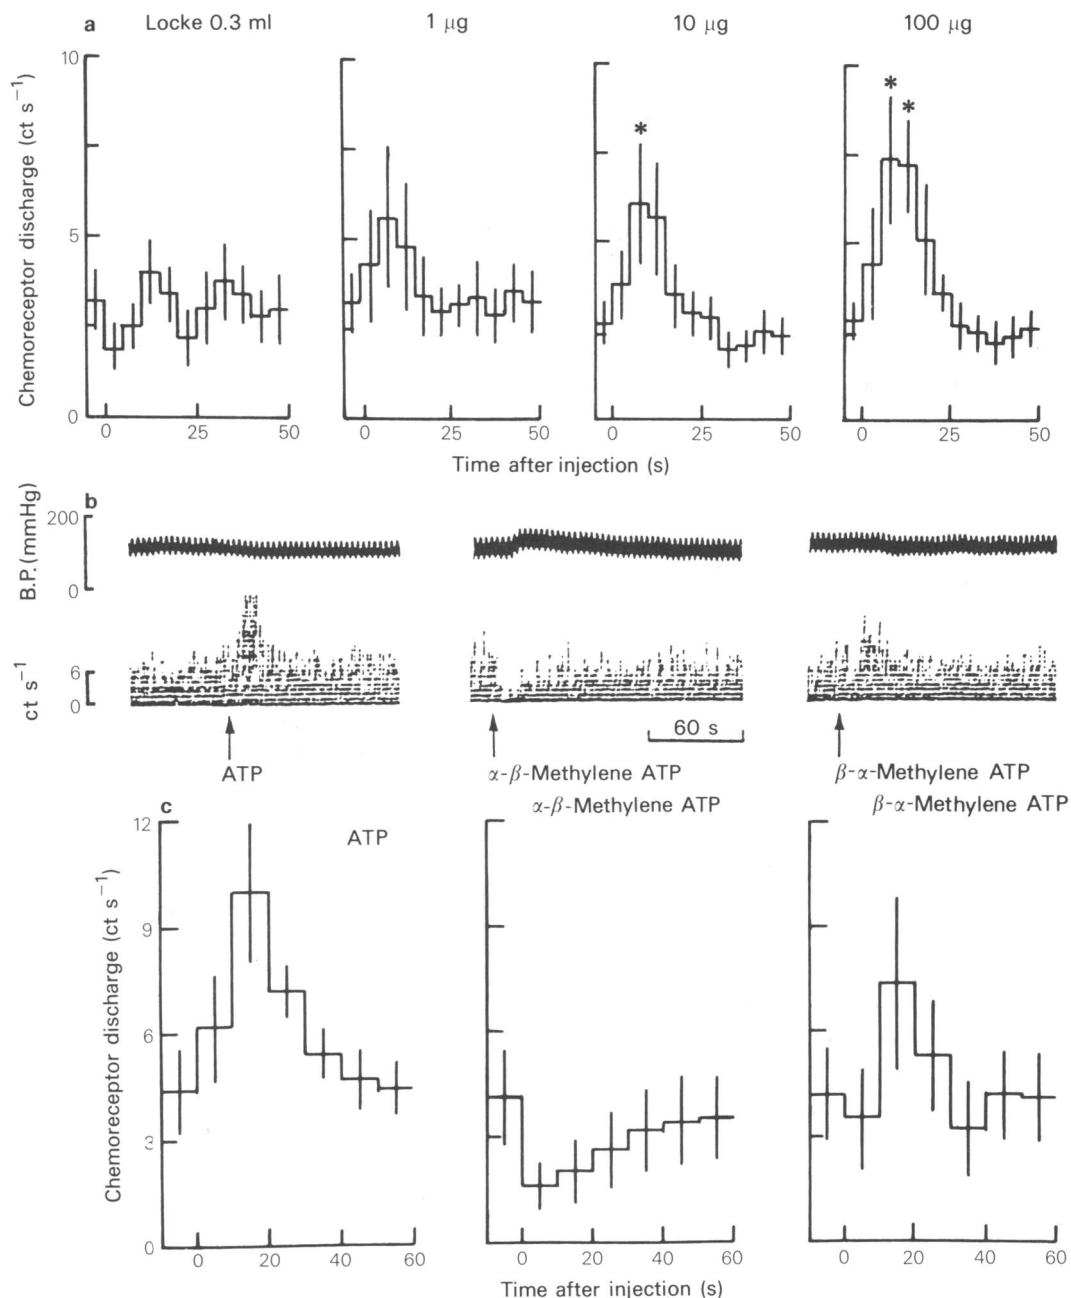 a Locke 0.3 ml 1 μg 10 μg 100 μg
Chemoreceptor discharge (ct s⁻¹)
10
5
0
* * *
0 25 50 0 25 50 0 25 50 0 25 50
Time after injection (s)
b
B.P. (mmHg)
200
0
ct s⁻¹
6
0
60 s
ATP α-β-Methylene ATP β-α-Methylene ATP
c
ATP α-β-Methylene ATP β-α-Methylene ATP
Chemoreceptor discharge (ct s⁻¹)
12
9
6
3
0
0 20 40 60 0 20 40 60 0 20 40 60
Time after injection (s)